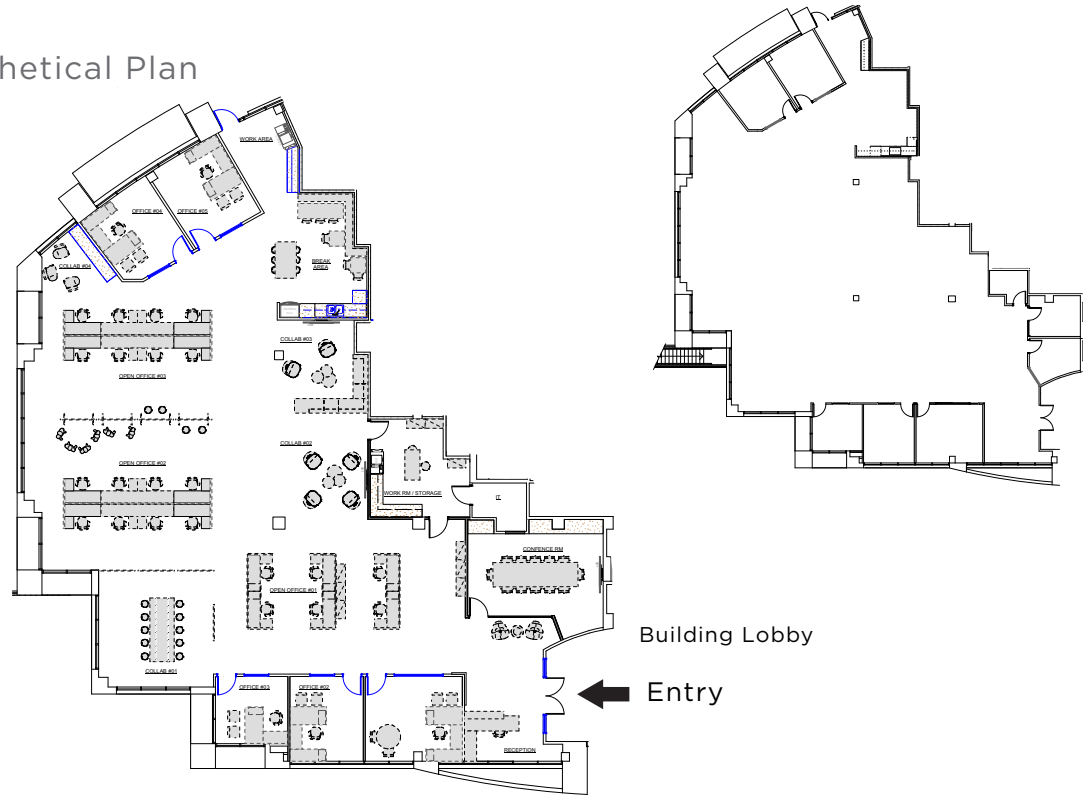 hetical Plan
WORK AREA
OFFICE #04
OFFICE #05
COLLAB #04
BREAK
AREA
COLLAB #03
OPEN OFFICE #03
COLLAB #02
OPEN OFFICE #02
WORK RM / STORAGE
IT
CONFENCE RM
OPEN OFFICE #01
Building Lobby
COLLAB #01
OFFICE #03
OFFICE #02
Entry
RECEPTION